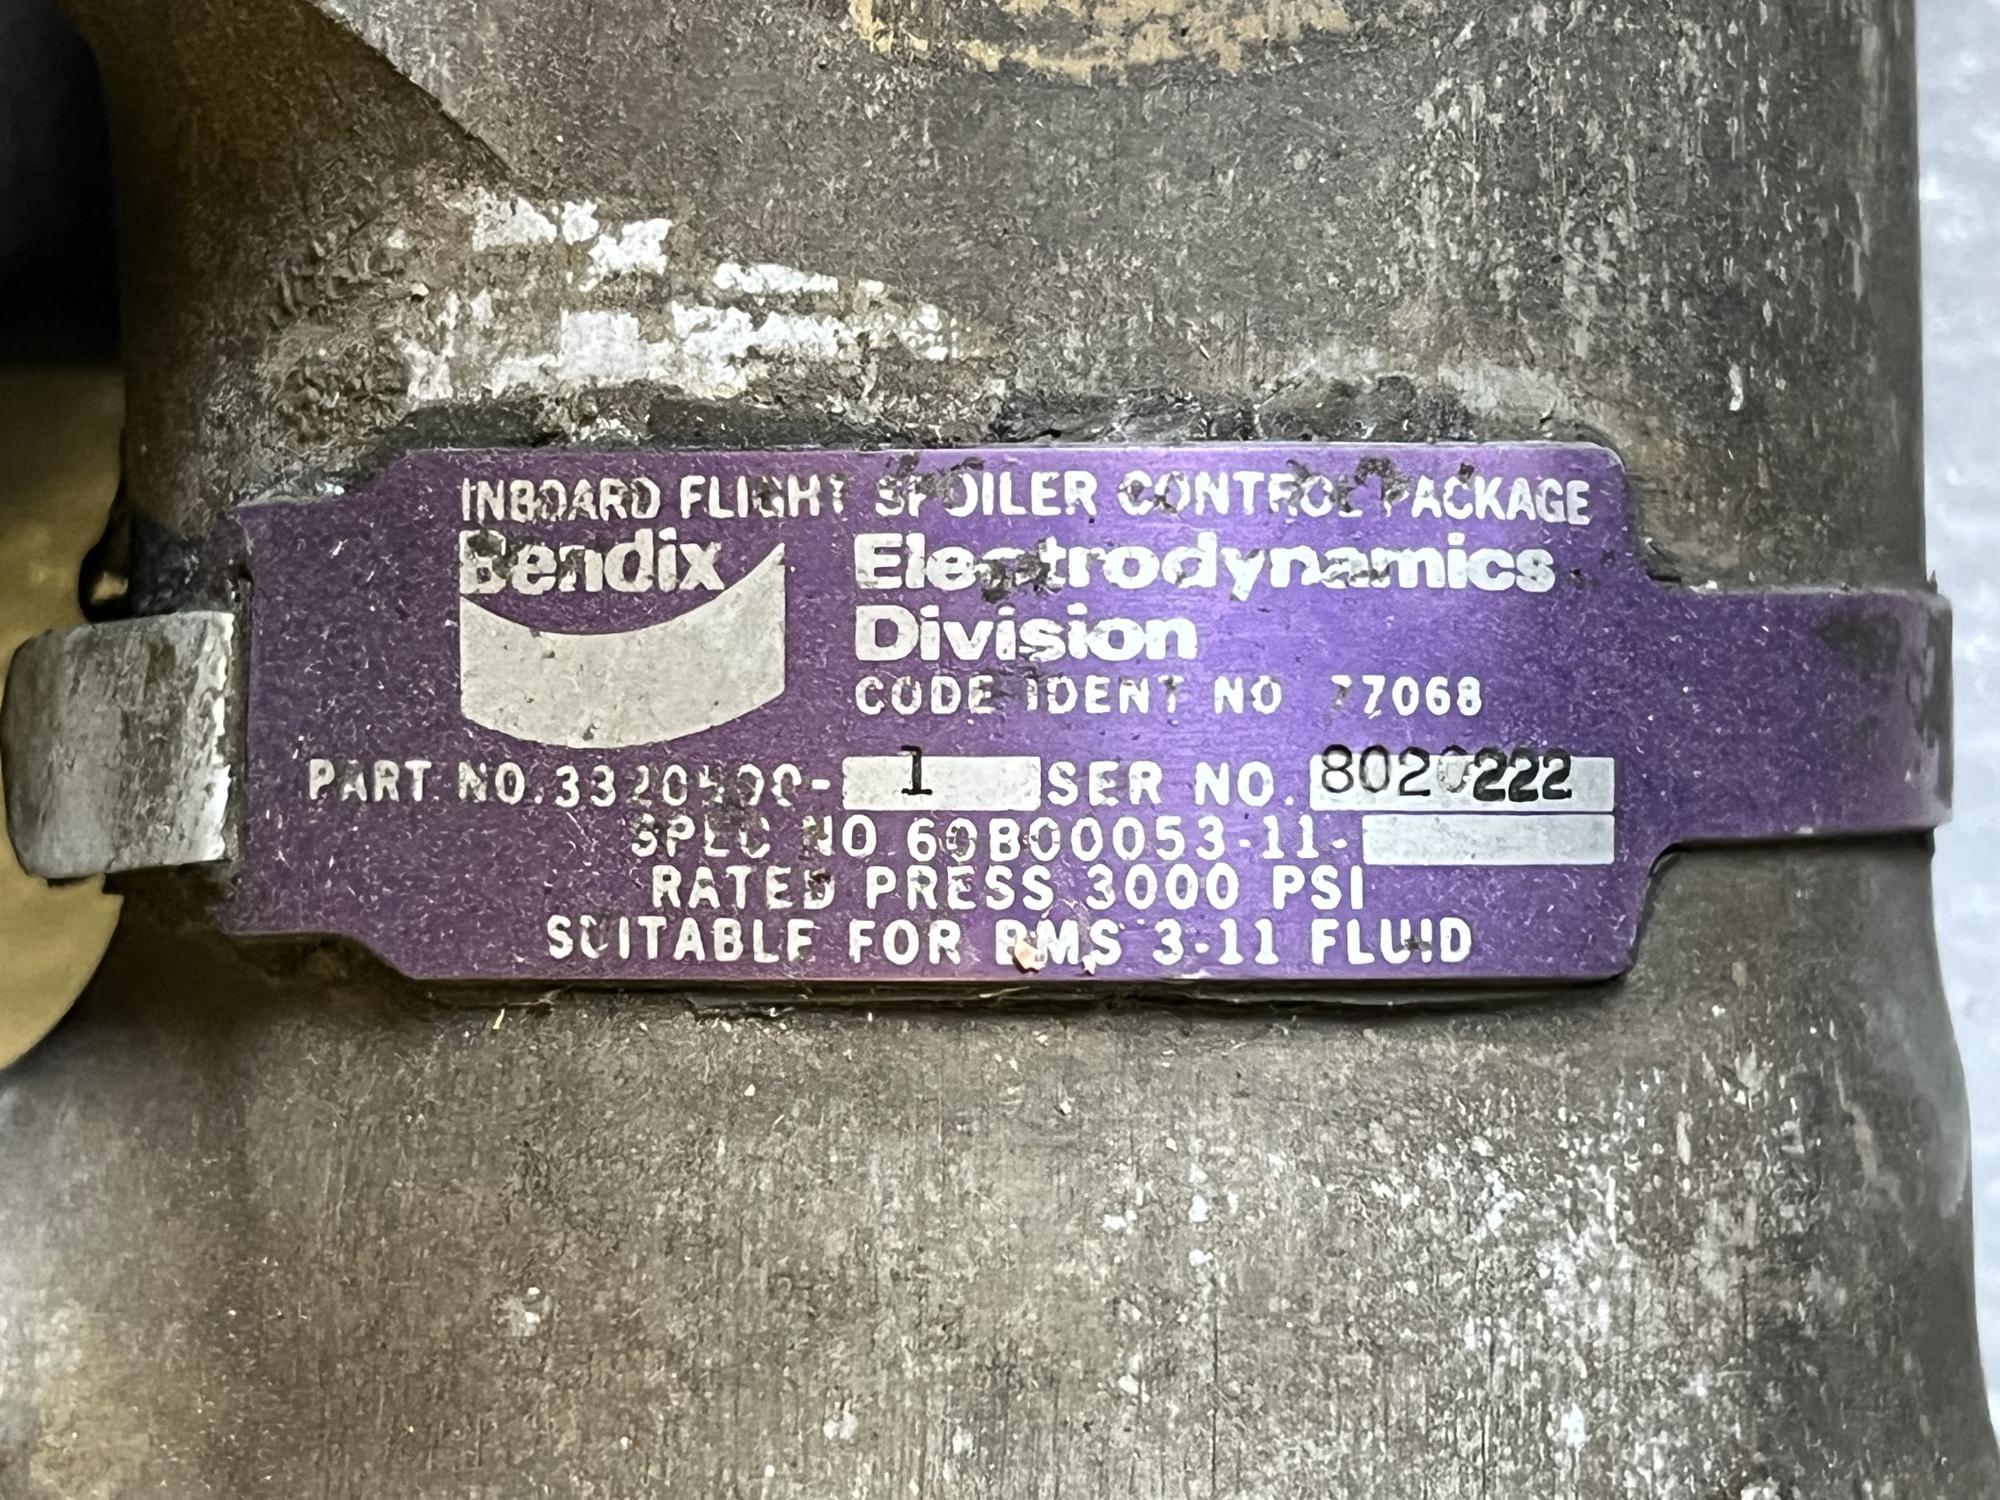 INBOARD FLIGHT SPOILER CONTROL PACKAGE
Bendix
Electrodynamics
Division
CODE IDENT NO 77068
PART NO. 3320500-1 SER NO. 8020222
SPEC NO 60B00053-11-
RATED PRESS 3000 PSI
SUITABLE FOR BMS 3-11 FLUID